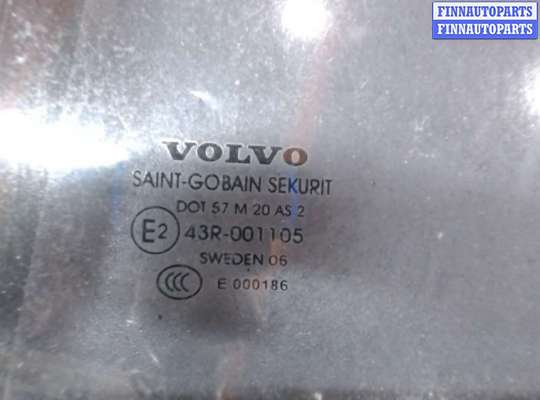 FINNAUTOPARTS
FINNAUTOPARTS
VOLVO
SAINT-GOBAIN SEKURIT
DOT 57 M 20 AS 2
E2 43R-001105
SWEDEN 06
CCC E 000186